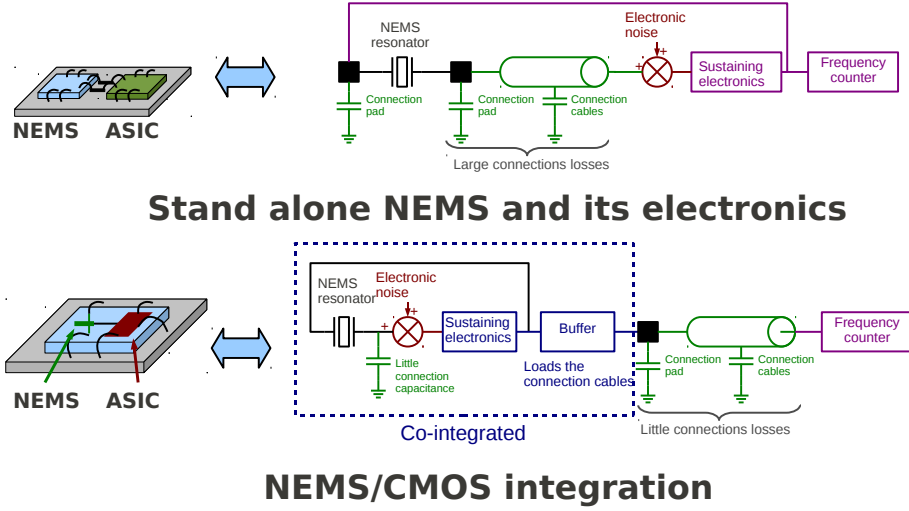 NEMS
resonator
Electronic
noise
+
+
Sustaining
electronics
Frequency
counter
Connection
pad
Connection
pad
Connection
cables
NEMS ASIC
Large connections losses
Stand alone NEMS and its electronics
NEMS
resonator
Electronic
noise
+
+
Sustaining
electronics
Buffer
Frequency
counter
Little
connection
capacitance
Loads the
connection cables
Connection
pad
Connection
cables
NEMS ASIC
Co-integrated
Little connections losses
NEMS/CMOS integration